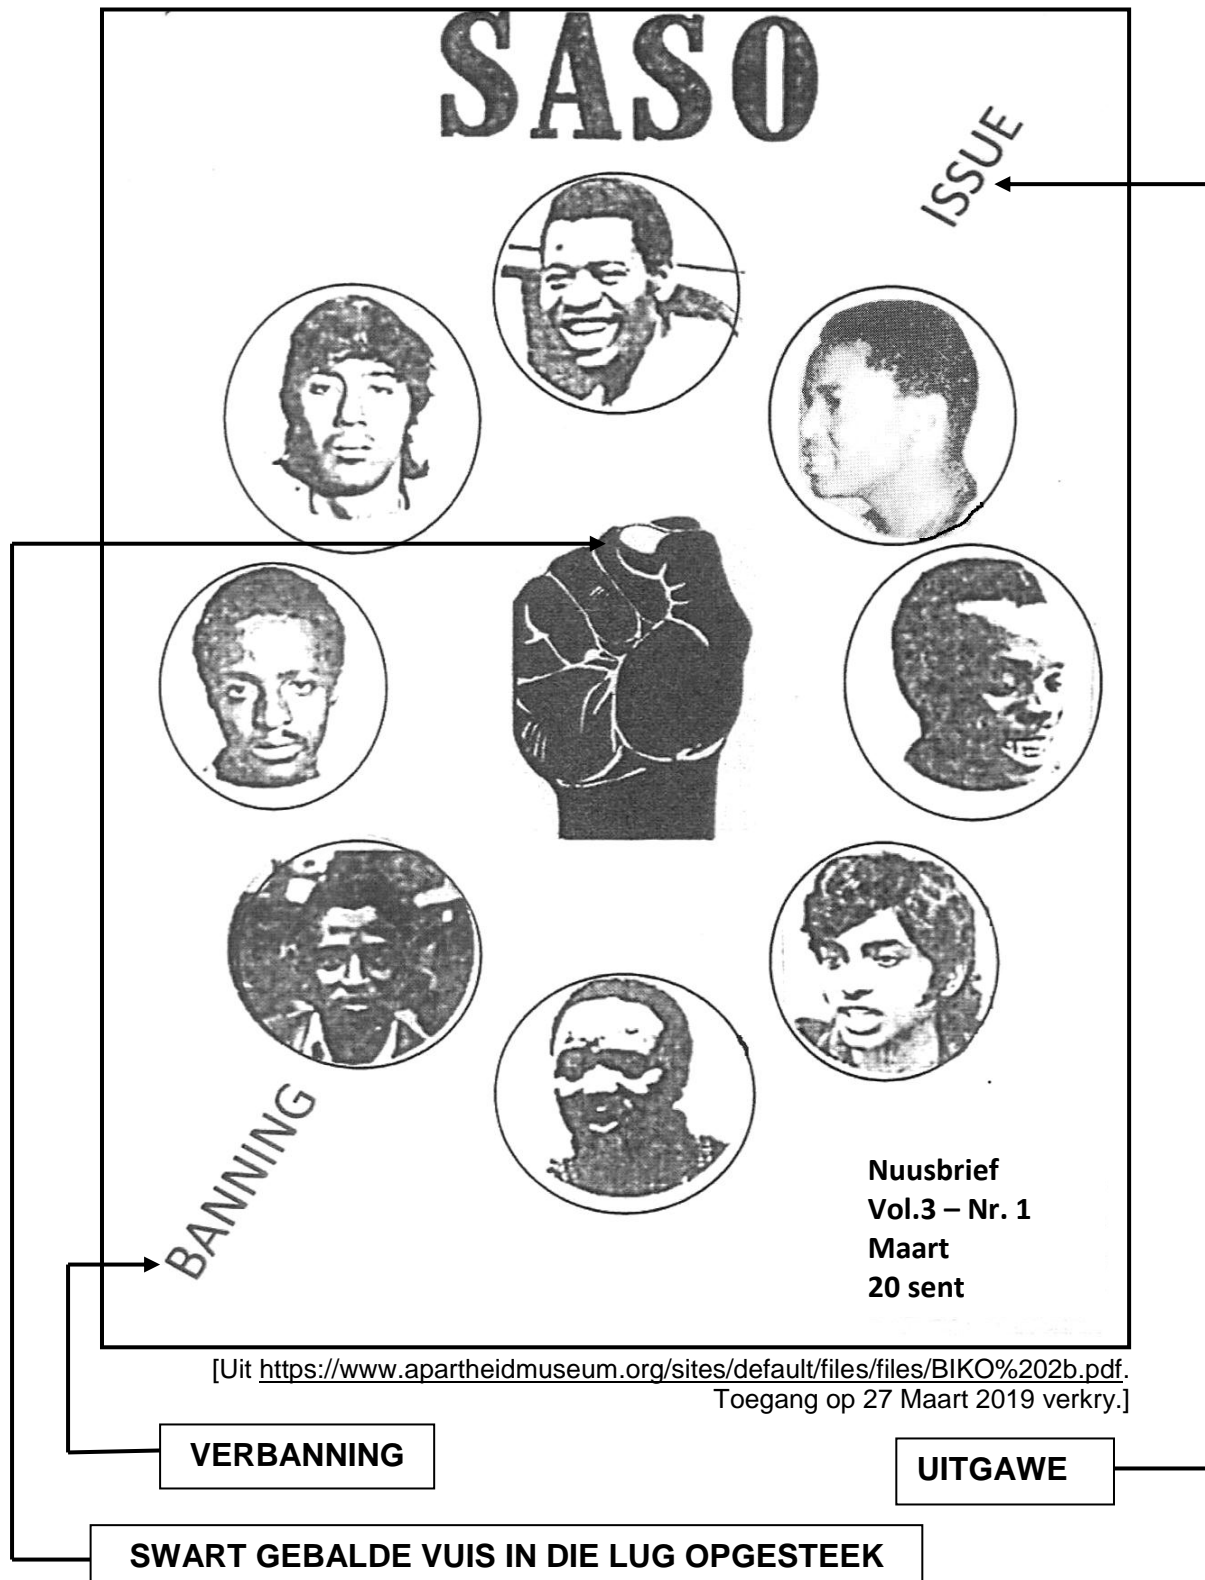 SASO
ISSUE
BANNING
Nuusbrief
Vol.3 – Nr. 1
Maart
20 sent
[Uit https://www.apartheidmuseum.org/sites/default/files/files/BIKO%202b.pdf.
Toegang op 27 Maart 2019 verkry.]
VERBANNING
UITGAWE
SWART GEBALDE VUIS IN DIE LUG OPGESTEEK